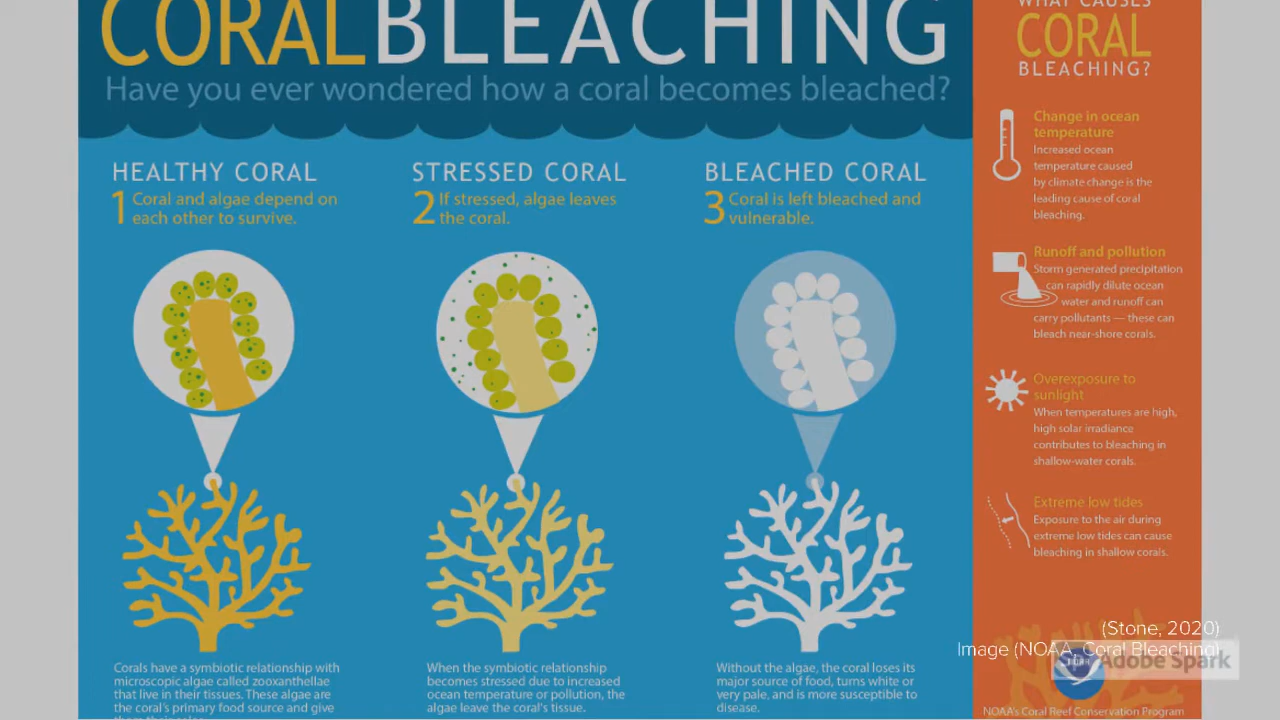 CORALBLEACHING
Have you ever wondered how a coral becomes bleached?
HEALTHY CORAL
1 Coral and algae depend on
each other to survive.
Corals have a symbiotic relationship with
microscopic algae called zooxanthellae
that live in their tissues. These algae are
the coral's primary food source and give
them their color.
STRESSED CORAL
2 If stressed, algae leaves
the coral.
When the symbiotic relationship
becomes stressed due to increased
ocean temperature or pollution, the
algae leave the coral's tissue.
BLEACHED CORAL
3 Coral is left bleached and
vulnerable.
Without the algae, the coral loses its
major source of food, turns white or
very pale, and is more susceptible to
disease.
WHAT CAUSES
CORAL
BLEACHING?
Change in ocean
temperature
Increased ocean
temperature caused
by climate change is the
leading cause of coral
bleaching.
Runoff and pollution
Storm generated precipitation
can rapidly dilute ocean
water and runoff can
carry pollutants — these can
bleach near-shore corals.
Overexposure to
sunlight
When temperatures are high,
high solar irradiance
contributes to bleaching in
shallow-water corals.
Extreme low tides
Exposure to the air during
extreme low tides can cause
bleaching in shallow corals.
(Stone, 2020)
Image (NOAA, Coral Bleaching)
Adobe Spark
NOAA's Coral Reef Conservation Program